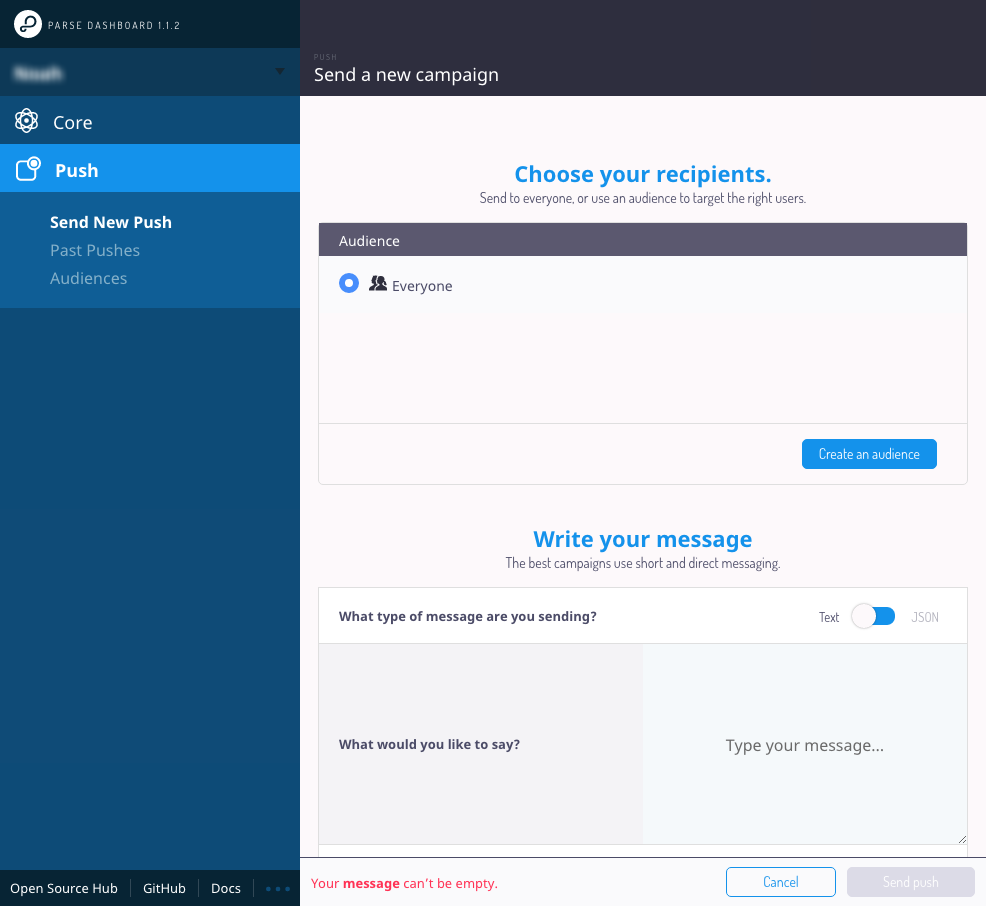 PARSE DASHBOARD 1.1.2
Core
Push
Send New Push
Past Pushes
Audiences
Open Source Hub
GitHub
Docs
PUSH
Send a new campaign
Choose your recipients.
Send to everyone, or use an audience to target the right users.
Audience
Everyone
Create an audience
Write your message
The best campaigns use short and direct messaging.
What type of message are you sending?
Text
JSON
What would you like to say?
Type your message...
Your message can't be empty.
Cancel
Send push